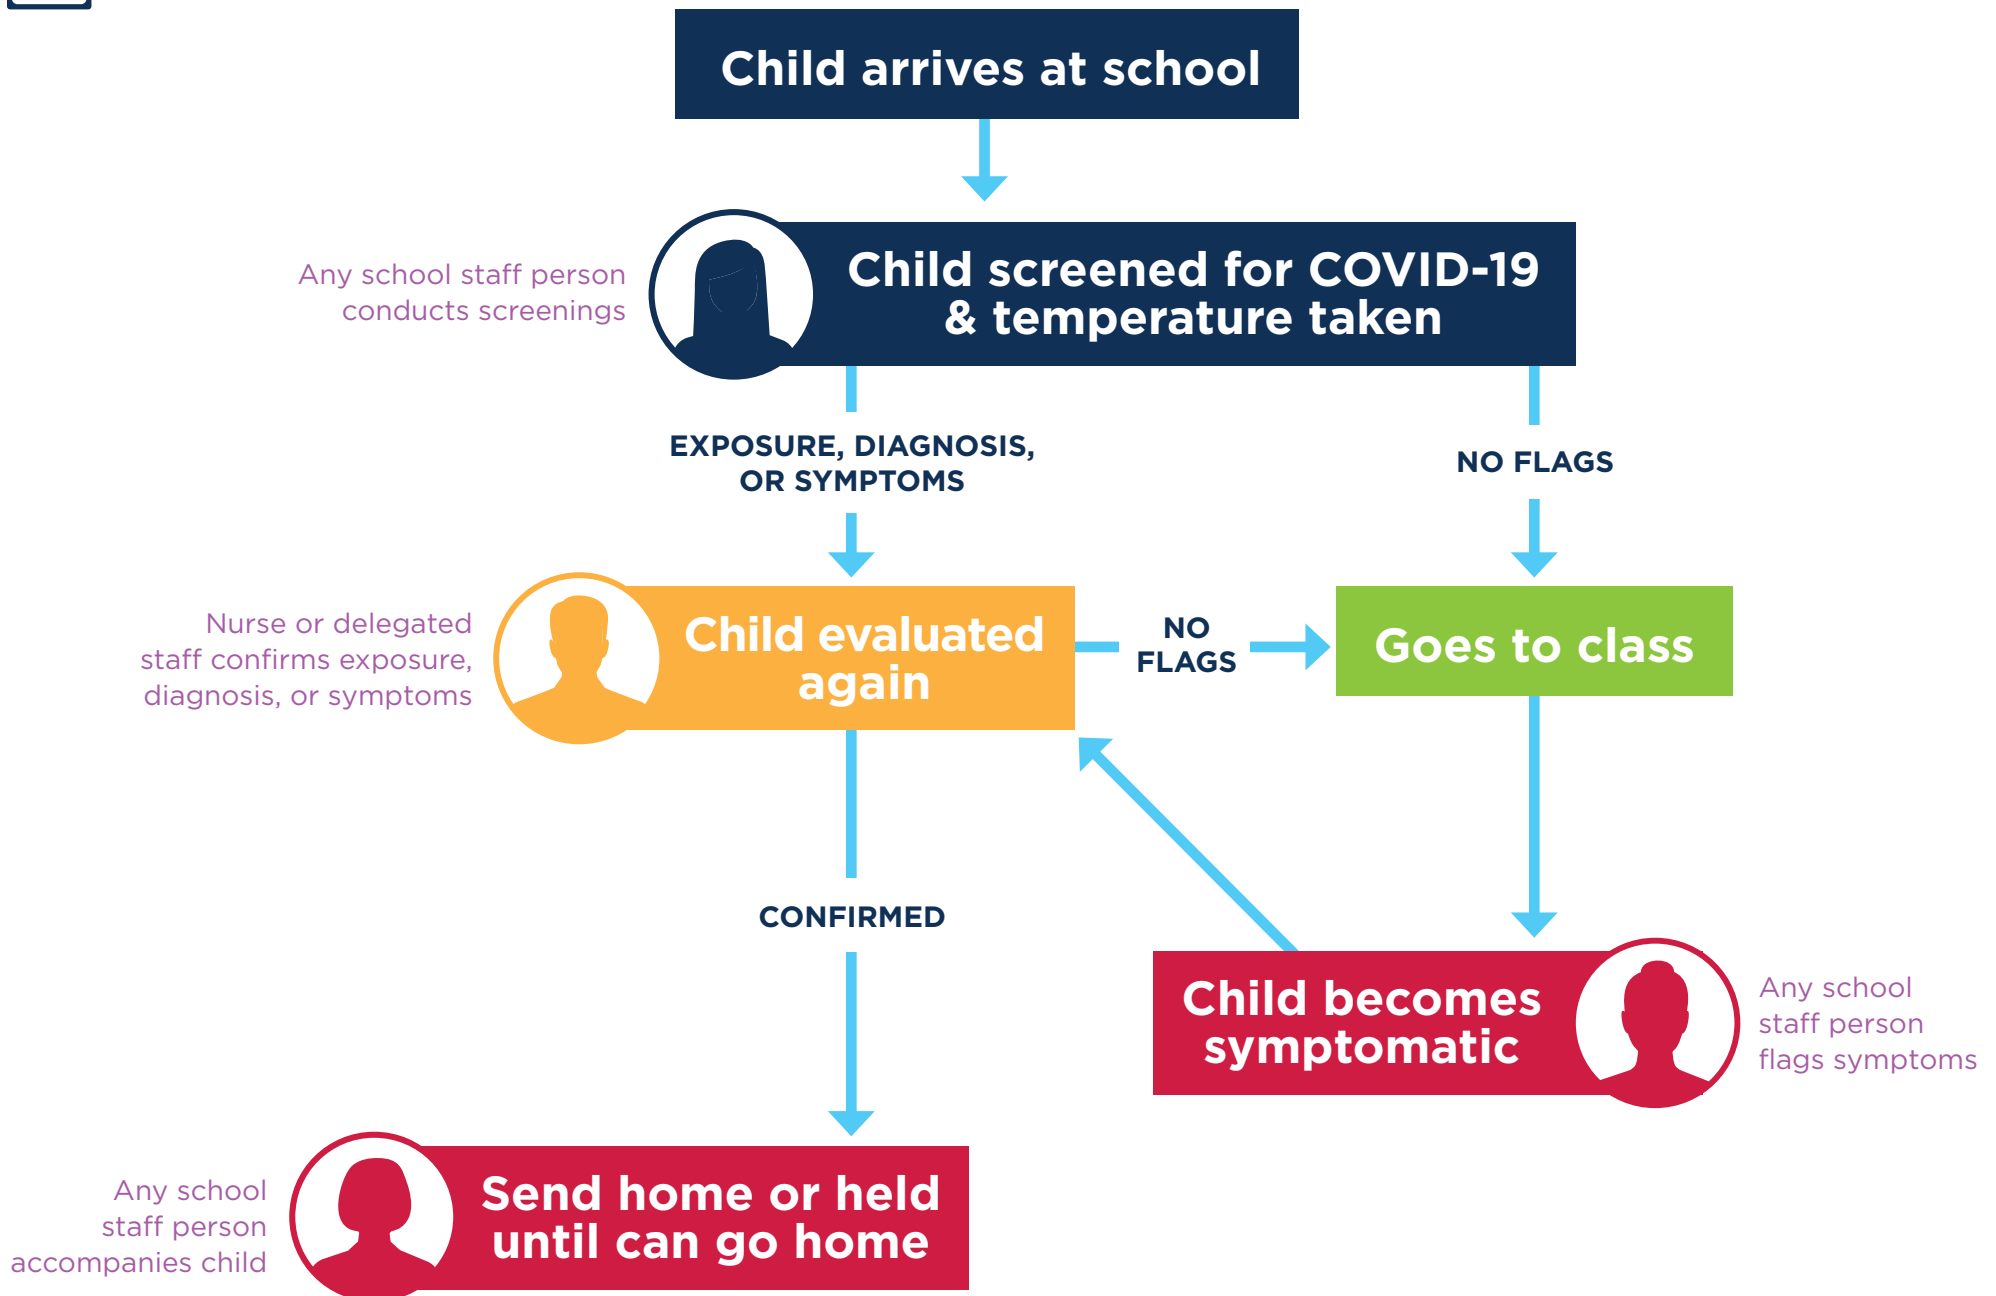 Child arrives at school
Any school staff person
conducts screenings
Child screened for COVID-19
& temperature taken
EXPOSURE, DIAGNOSIS,
OR SYMPTOMS
NO FLAGS
Nurse or delegated
staff confirms exposure,
diagnosis, or symptoms
Child evaluated
again
NO
FLAGS
Goes to class
CONFIRMED
Child becomes
symptomatic
Any school
staff person
flags symptoms
Any school
staff person
accompanies child
Send home or held
until can go home